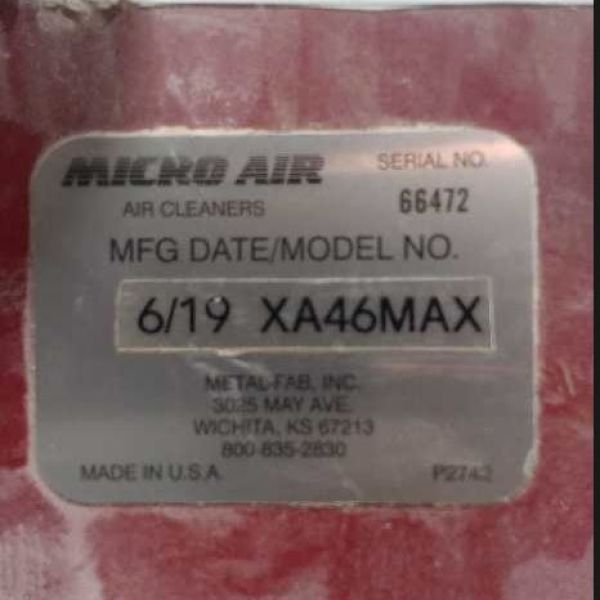 MICRO AIR
SERIAL NO.
AIR CLEANERS
66472
MFG DATE/MODEL NO.
6/19 XA46MAX
METAL-FAB, INC.
3025 MAY AVE.
WICHITA, KS 67213
800-835-2830
MADE IN U.S.A.